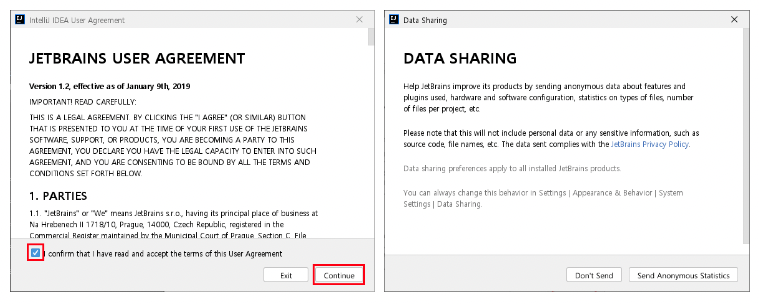 IntelliJ IDEA User Agreement
JETBRAINS USER AGREEMENT
Version 1.2, effective as of January 9th, 2019
IMPORTANT! READ CAREFULLY:
THIS IS A LEGAL AGREEMENT. BY CLICKING THE "I AGREE" (OR SIMILAR) BUTTON
THAT IS PRESENTED TO YOU AT THE TIME OF YOUR FIRST USE OF THE JETBRAINS
SOFTWARE, SUPPORT, OR PRODUCTS, YOU ARE BECOMING A PARTY TO THIS
AGREEMENT, YOU DECLARE YOU HAVE THE LEGAL CAPACITY TO ENTER INTO SUCH
AGREEMENT, AND YOU ARE CONSENTING TO BE BOUND BY ALL THE TERMS AND
CONDITIONS SET FORTH BELOW.
1. PARTIES
1.1. "JetBrains" or "We" means JetBrains s.r.o., having its principal place of business at
Na Hrebenech II 1718/10, Prague, 14000, Czech Republic, registered in the
Commercial Register maintained by the Municipal Court of Prague, Section C, File
I confirm that I have read and accept the terms of this User Agreement
Exit
Continue
Data Sharing
DATA SHARING
Help JetBrains improve its products by sending anonymous data about features and
plugins used, hardware and software configuration, statistics on types of files, number
of files per project, etc.
Please note that this will not include personal data or any sensitive information, such as
source code, file names, etc. The data sent complies with the JetBrains Privacy Policy.
Data sharing preferences apply to all installed JetBrains products.
You can always change this behavior in Settings | Appearance & Behavior | System
Settings | Data Sharing.
Don't Send
Send Anonymous Statistics